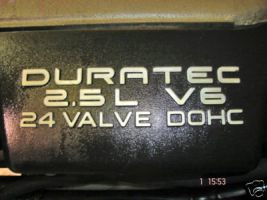 DURATEC
2.5L V6
24 VALVE DOHC
1 15:53